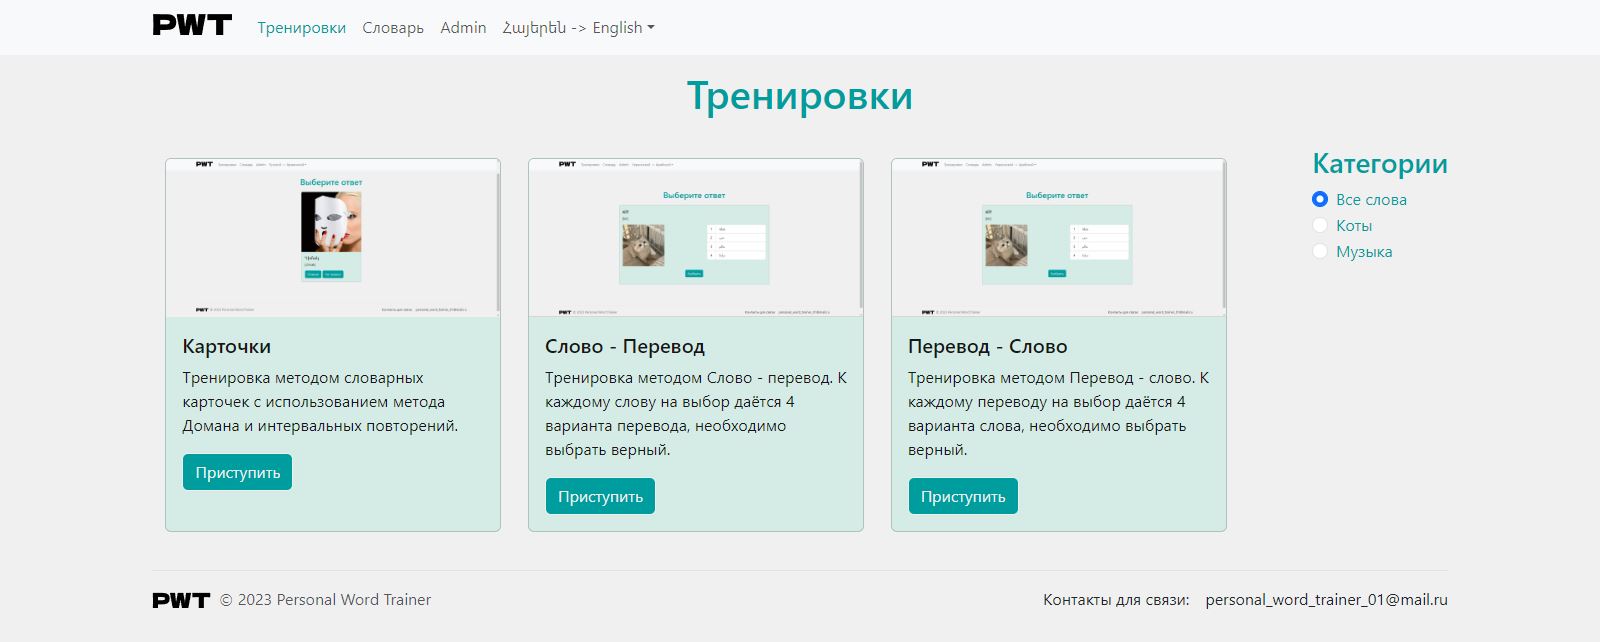 PWT Тренировки Словарь Admin Հայերեն -> English
Тренировки
PWT
Выберите ответ
PWT
Выберите ответ
PWT
Выберите ответ
Карточки
Тренировка методом словарных
карточек с использованием метода
Домана и интервальных повторений.
Приступить
Слово - Перевод
Тренировка методом Слово - перевод. К
каждому слову на выбор даётся 4
варианта перевода, необходимо
выбрать верный.
Приступить
Перевод - Слово
Тренировка методом Перевод - слово. К
каждому переводу на выбор даётся 4
варианта слова, необходимо выбрать
верный.
Приступить
Категории
Все слова
Коты
Музыка
PWT © 2023 Personal Word Trainer
Контакты для связи: personal_word_trainer_01@mail.ru